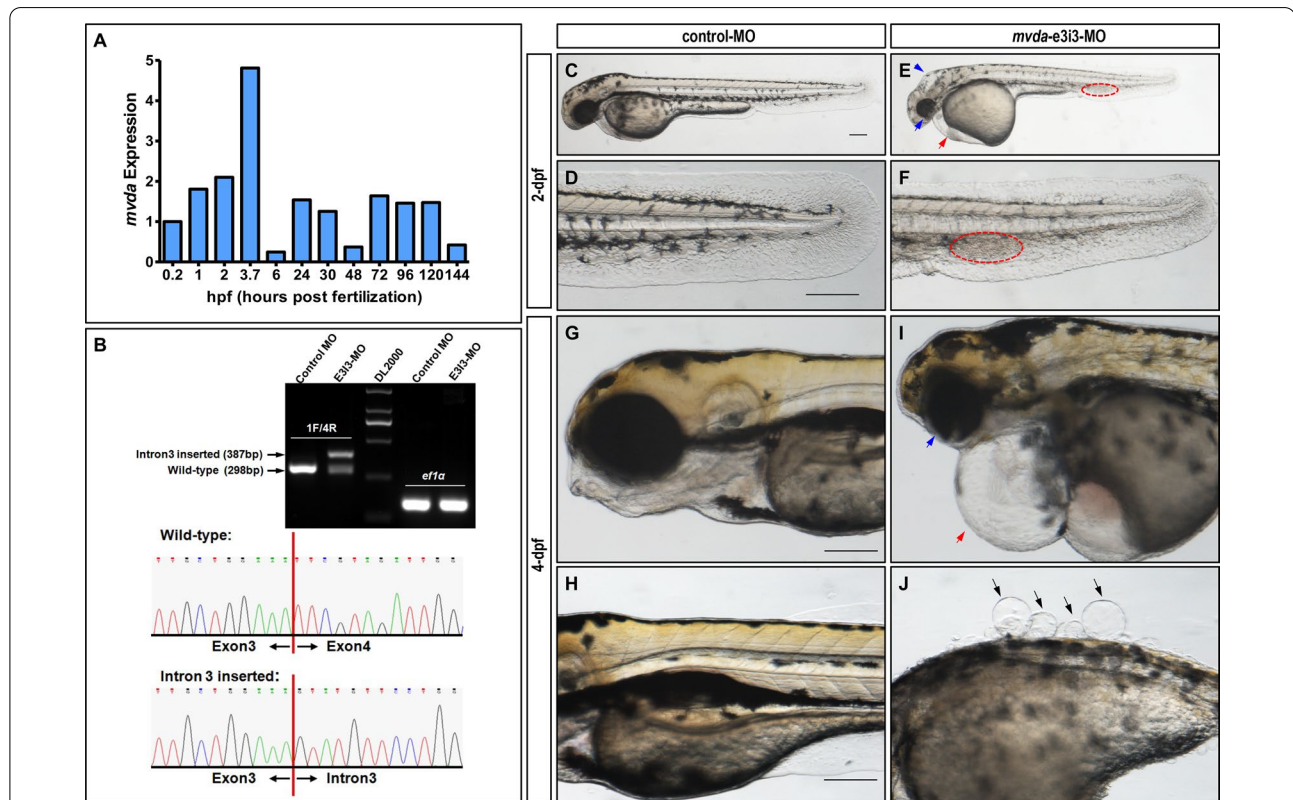 A
5
4
3
2
1
0
mvda Expression
0.2 1 2 3.7 6 24 30 48 72 96 120 144
hpf (hours post fertilization)
B
Control MO E3I3-MO DL2000 Control MO E3I3-MO
1F/4R
Intron3 inserted (387bp)
Wild-type (298bp)
ef1α
Wild-type:
Exon3 Exon4
Intron 3 inserted:
Exon3 Intron3
control-MO mvda-e3i3-MO
2-dpf
C E
D F
4-dpf
G I
H J